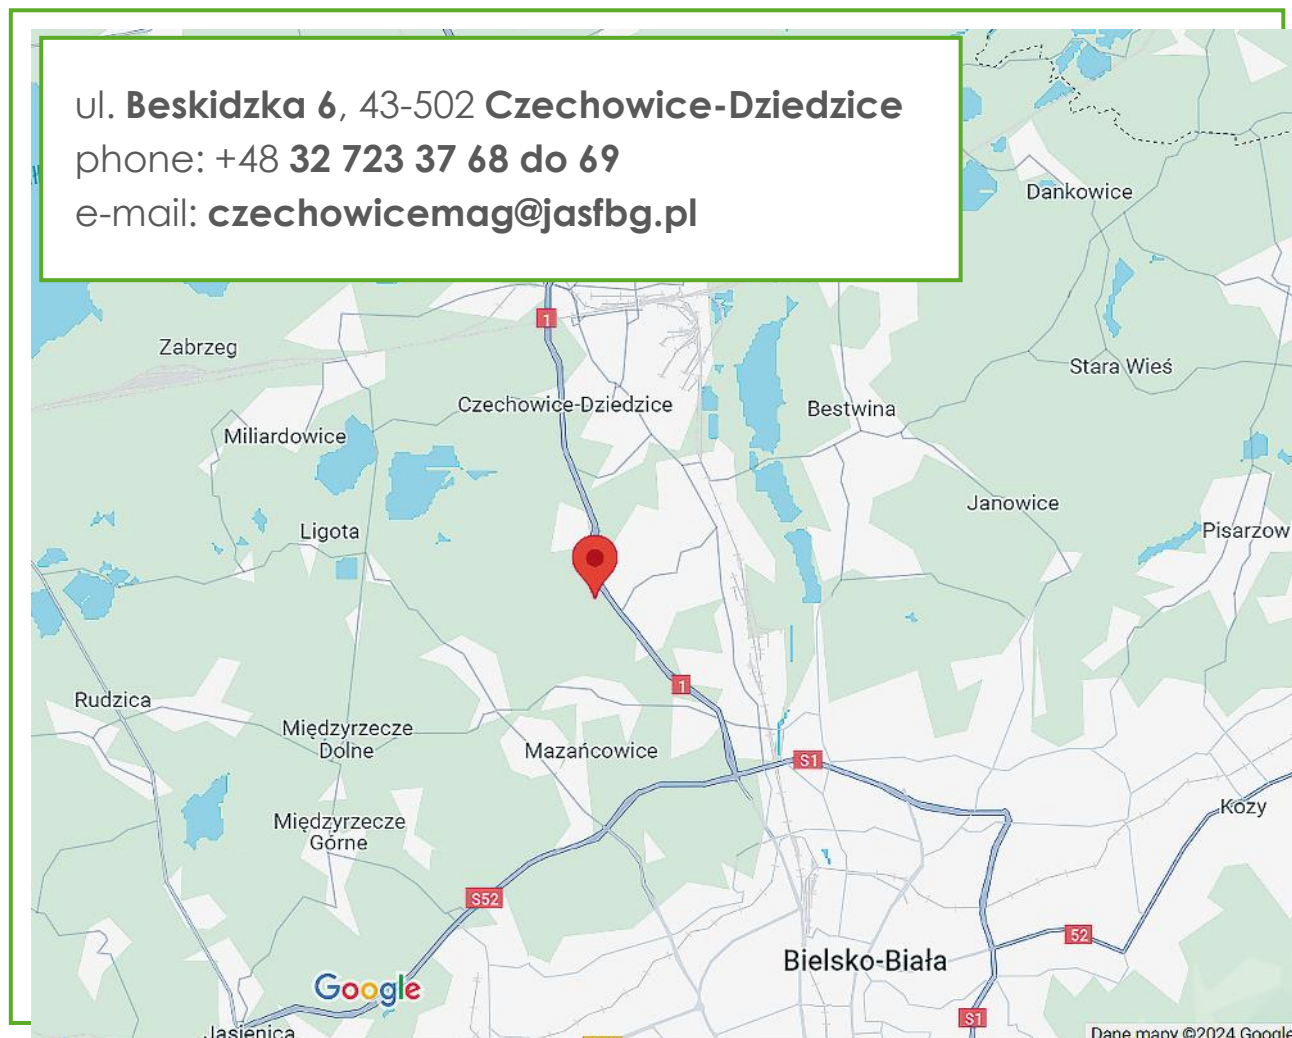 ul. Beskidzka 6, 43-502 Czechowice-Dziedzice
phone: +48 32 723 37 68 do 69
e-mail: czechowicemag@jasfbg.pl
Dankowice
1
Zabrzeg
Stara Wieś
Czechowice-Dziedzice
Bestwina
Miliardowice
Janowice
Ligota
Pisarzow
1
Rudzica
Międzyrzecze
Dolne
Mazańcowice
S1
Kozy
Międzyrzecze
Górne
S52
52
Bielsko-Biała
Google
S1
Jasienica
Dane mapy ©2024 Google